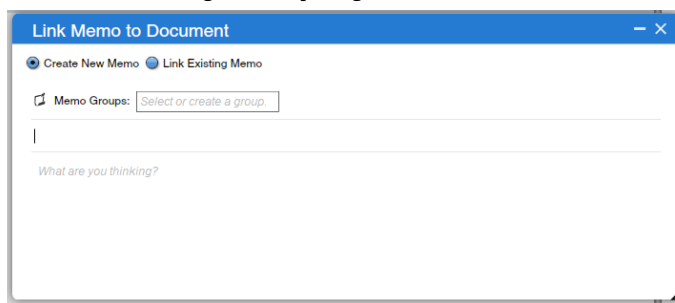 Link Memo to Document
Create New Memo Link Existing Memo
Memo Groups: Select or create a group.
What are you thinking?